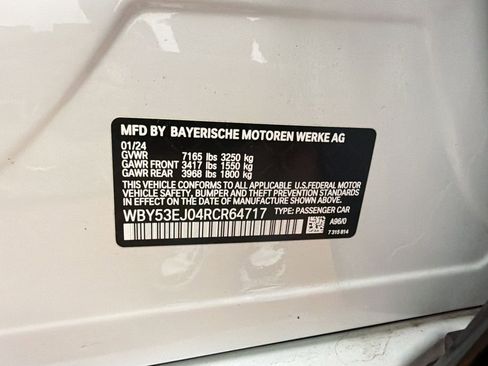 MFD BY BAYERISCHE MOTOREN WERKE AG
01/24
GVWR 7165 lbs 3250 kg
GAWR FRONT 3417 lbs 1550 kg
GAWR REAR 3968 lbs 1800 kg
THIS VEHICLE CONFORMS TO ALL APPLICABLE U.S.FEDERAL MOTOR
VEHICLE SAFETY, BUMPER, AND THEFT PREVENTION STANDARDS
IN EFFECT ON THE DATE OF MANUFACTURE SHOWN ABOVE.
WBY53EJ04RCR64717 TYPE: PASSENGER CAR
A96/0
7 315 814